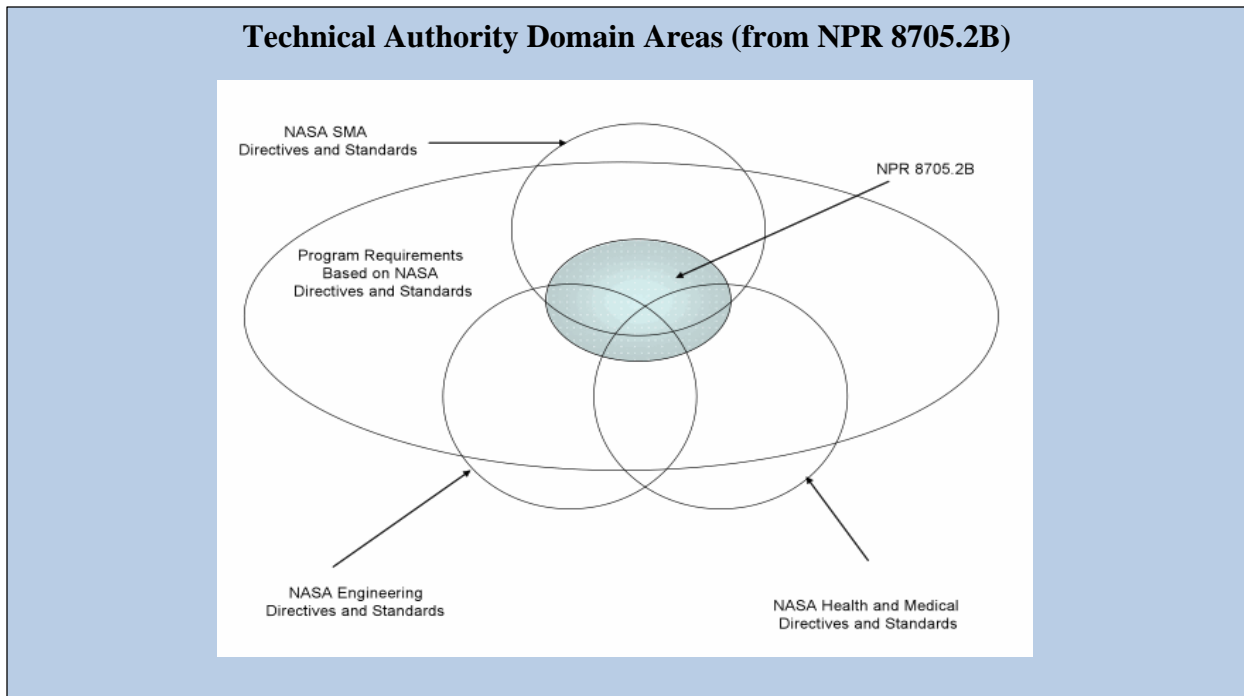 Technical Authority Domain Areas (from NPR 8705.2B)
NASA SMA
Directives and Standards
NPR 8705.2B
Program Requirements
Based on NASA
Directives and Standards
NASA Engineering
Directives and Standards
NASA Health and Medical
Directives and Standards